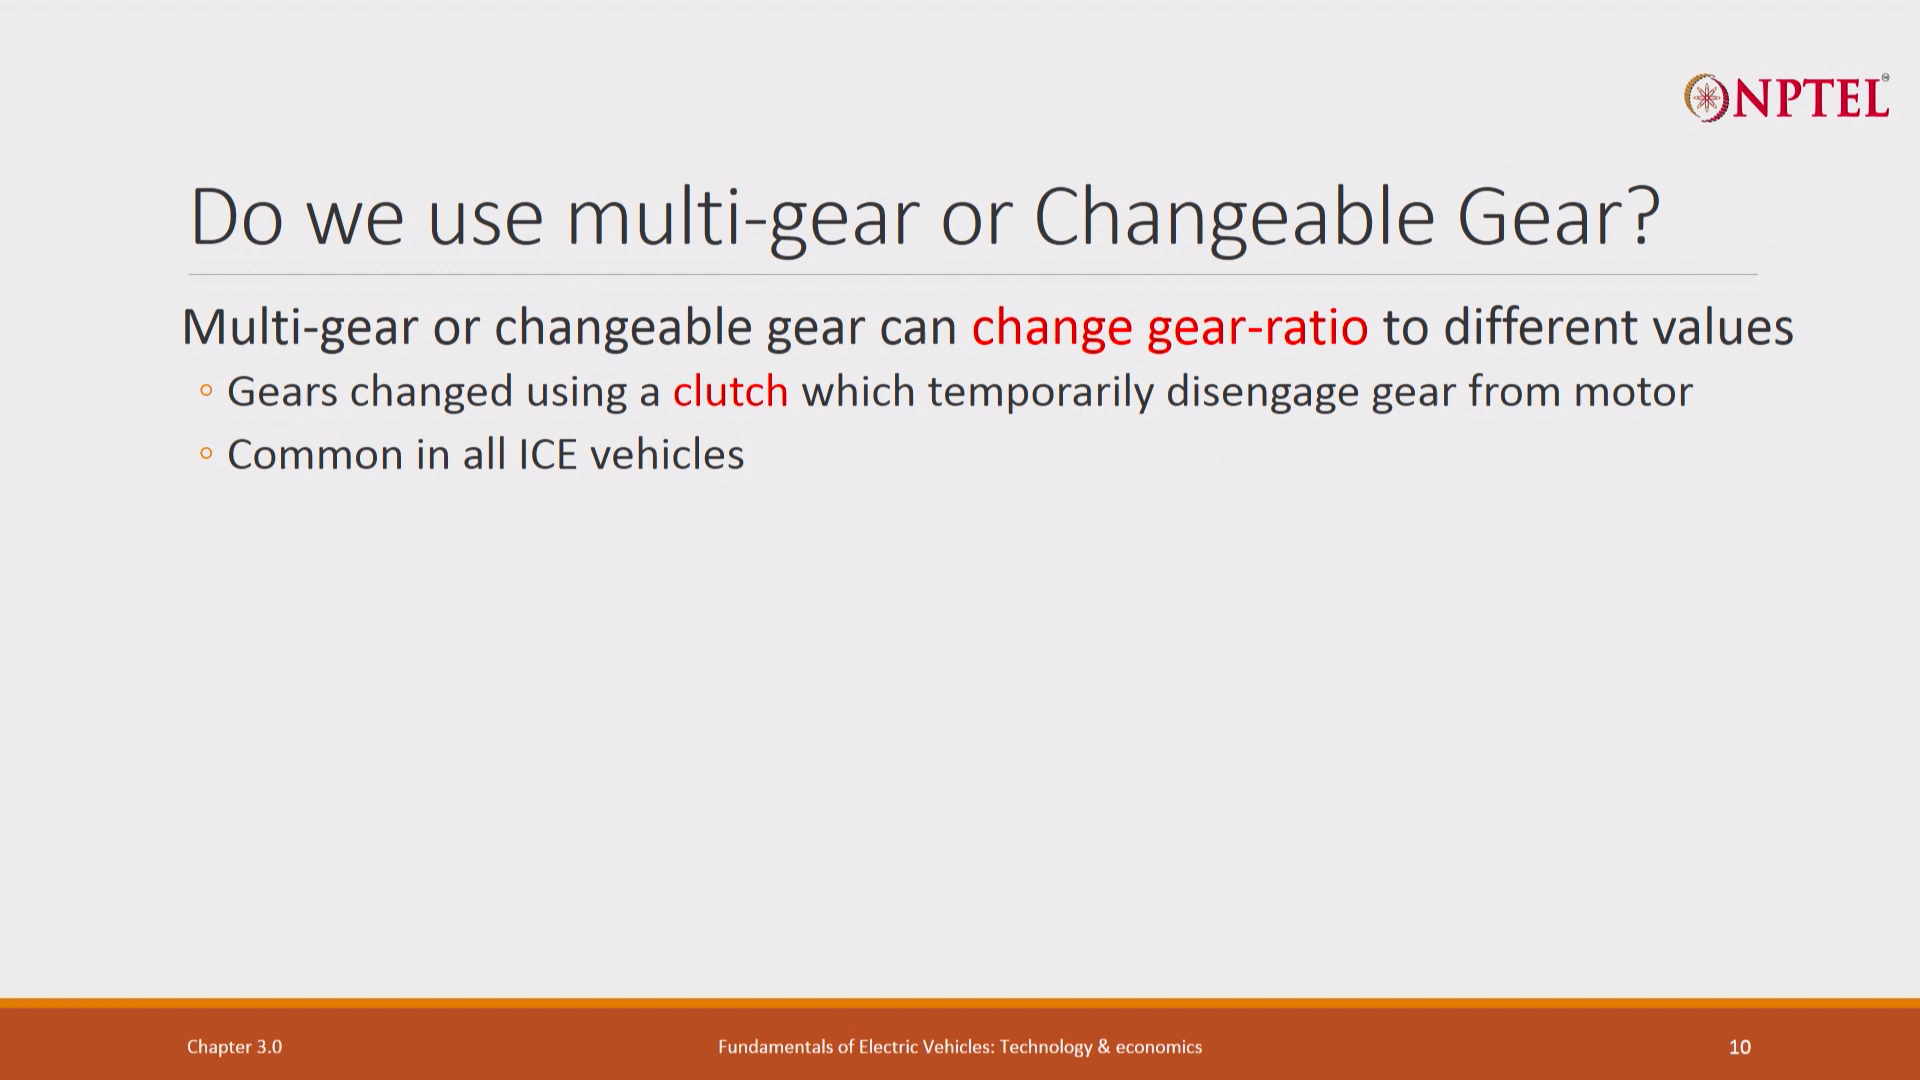 NPTEL
Do we use multi-gear or Changeable Gear?
Multi-gear or changeable gear can change gear-ratio to different values
◦ Gears changed using a clutch which temporarily disengage gear from motor
◦ Common in all ICE vehicles
Chapter 3.0
Fundamentals of Electric Vehicles: Technology & economics
10